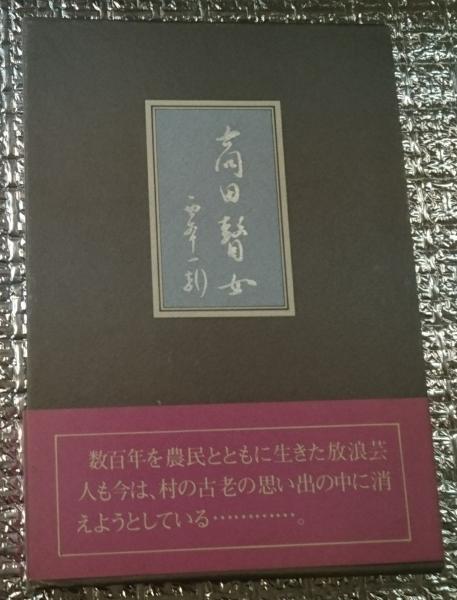 高田瞽女
数百年を農民とともに生きた放浪芸
人も今は、村の古老の思い出の中に消
えようとしている…………。